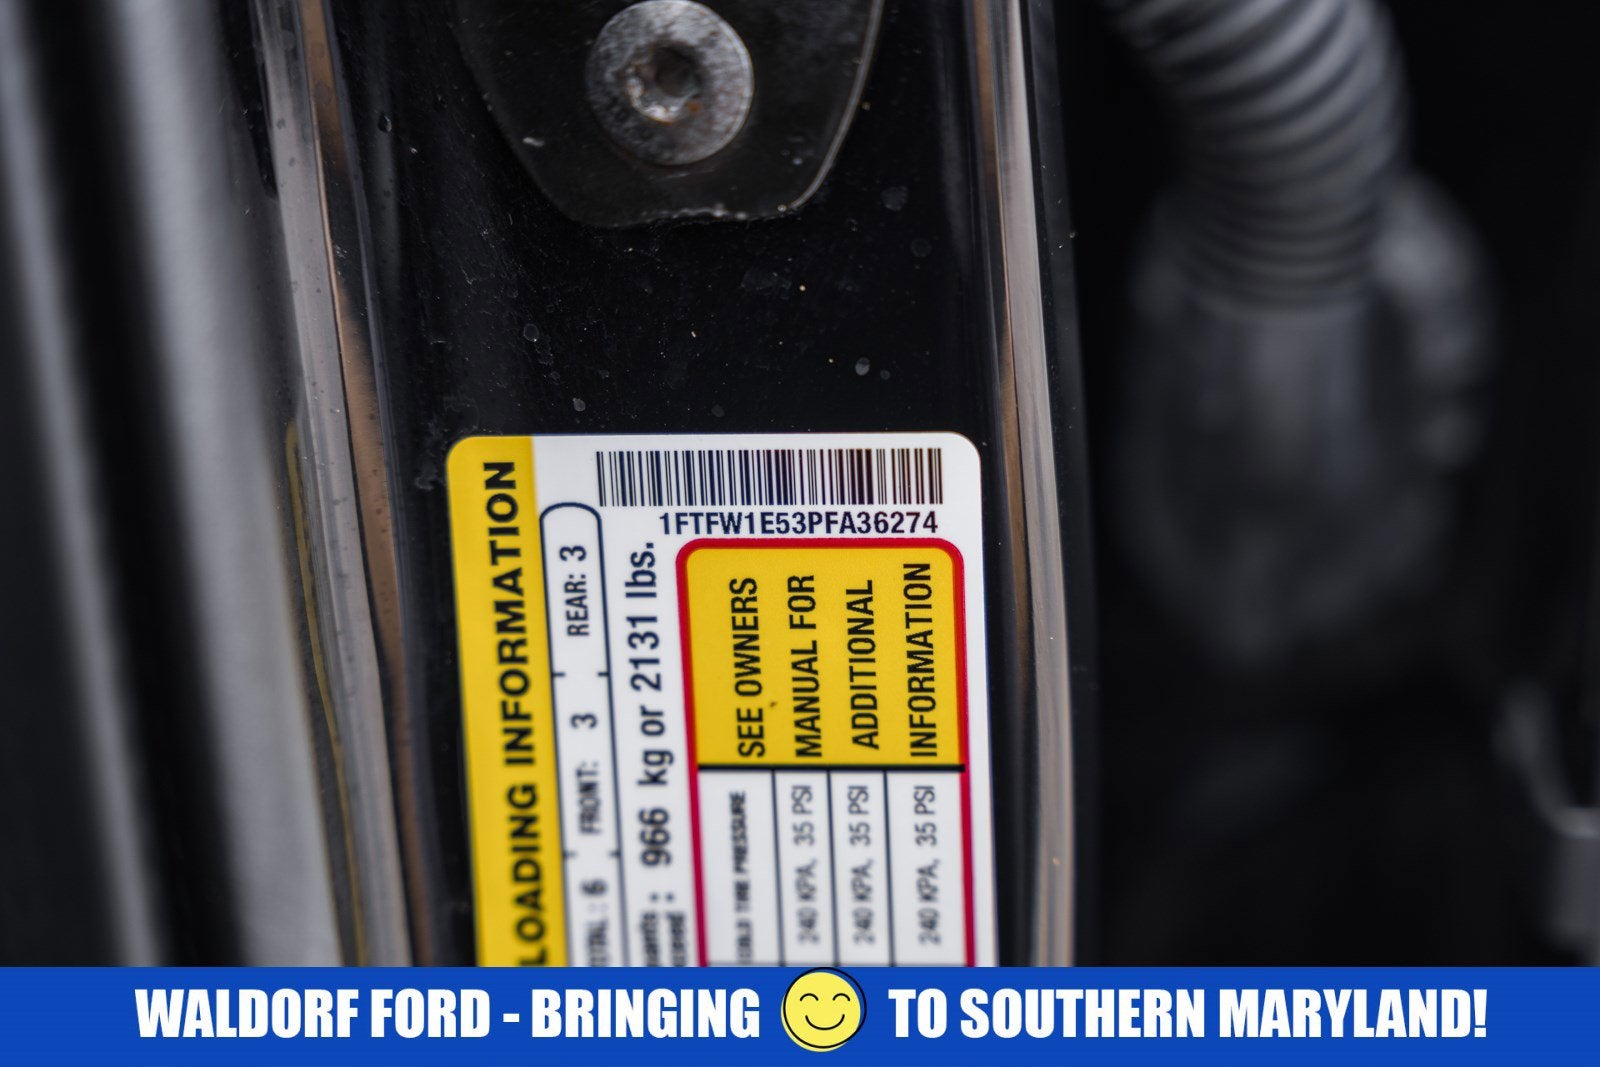 1FTFW1E53PFA36274
LOADING INFORMATION
FRONT: 3 REAR: 3
966 kg or 2131 lbs.
COLD TIRE PRESSURE
SEE OWNERS
MANUAL FOR
ADDITIONAL
INFORMATION
240 KPA, 35 PSI
240 KPA, 35 PSI
240 KPA, 35 PSI
WALDORF FORD - BRINGING TO SOUTHERN MARYLAND!